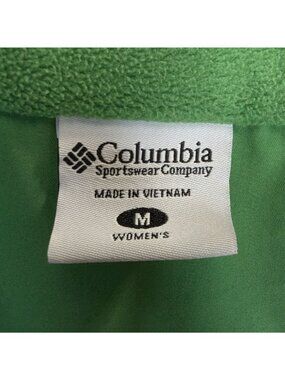 Columbia
Sportswear Company
MADE IN VIETNAM
M
WOMEN'S